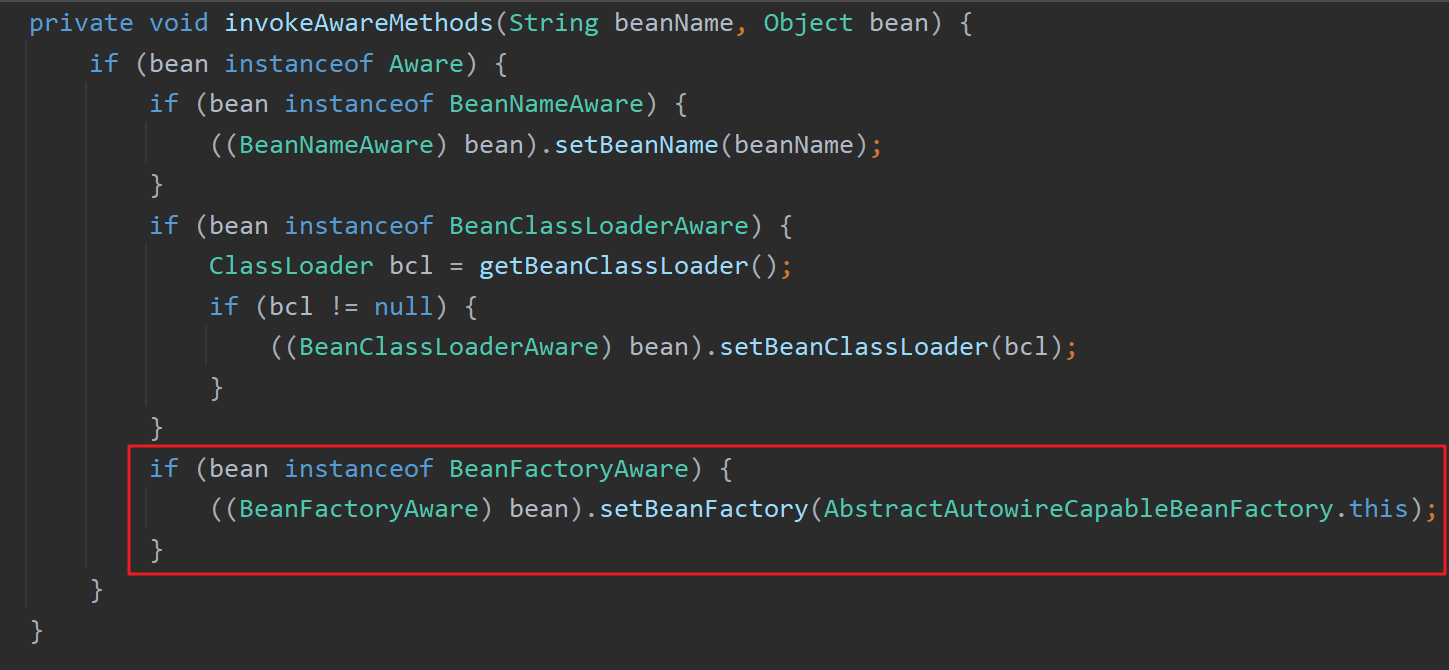 private void invokeAwareMethods(String beanName, Object bean) {
    if (bean instanceof Aware) {
        if (bean instanceof BeanNameAware) {
            ((BeanNameAware) bean).setBeanName(beanName);
        }
        if (bean instanceof BeanClassLoaderAware) {
            ClassLoader bcl = getBeanClassLoader();
            if (bcl != null) {
                ((BeanClassLoaderAware) bean).setBeanClassLoader(bcl);
            }
        }
        if (bean instanceof BeanFactoryAware) {
            ((BeanFactoryAware) bean).setBeanFactory(AbstractAutowireCapableBeanFactory.this);
        }
    }
}